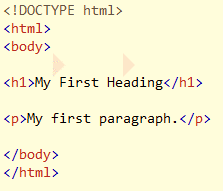 <!DOCTYPE html>
<html>
<body>
<h1>My First Heading</h1>
<p>My first paragraph.</p>
</body>
</html>